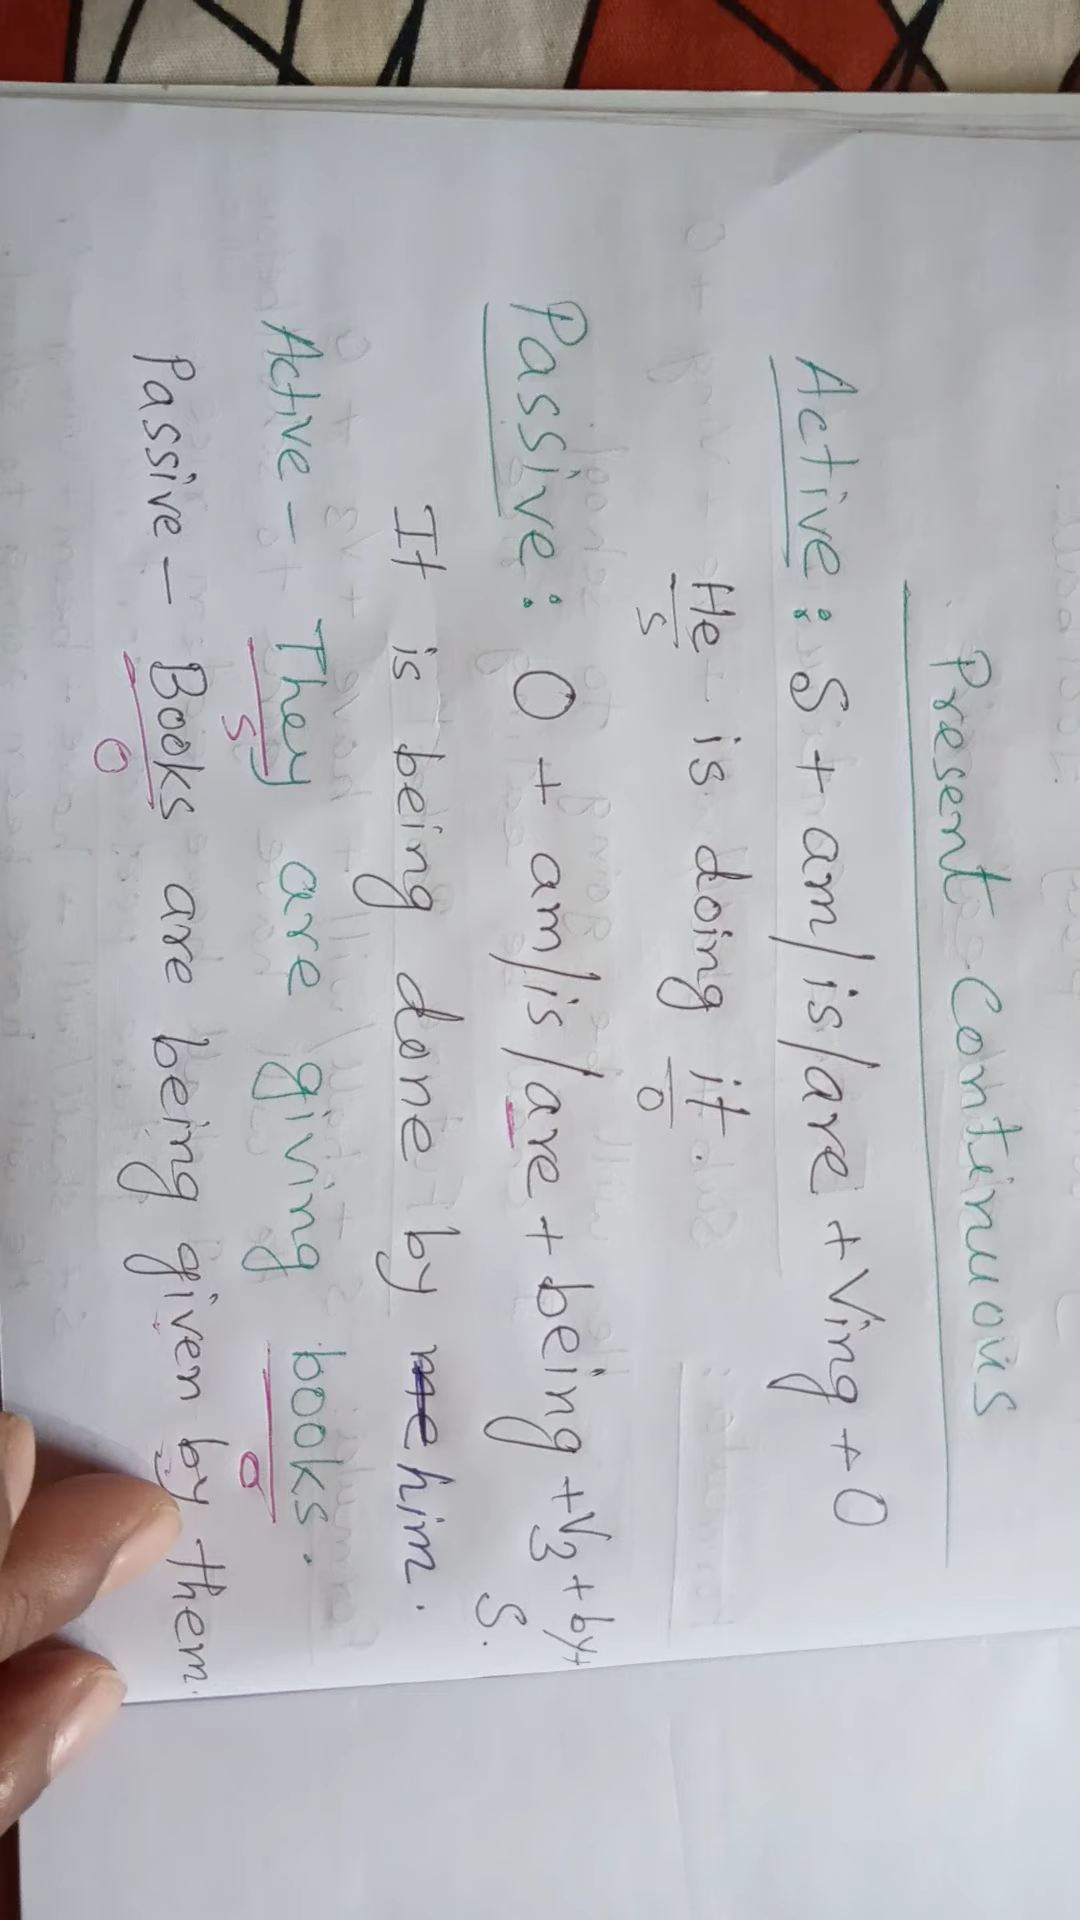 Present Continuous
Active: S + am/is/are + Ving + O
He is doing it.
S O
Passive: O + am/is/are + being + V3 + by +
S.
It is being done by me him.
Active - They are giving books.
S O
Passive - Books are being given by them.
O